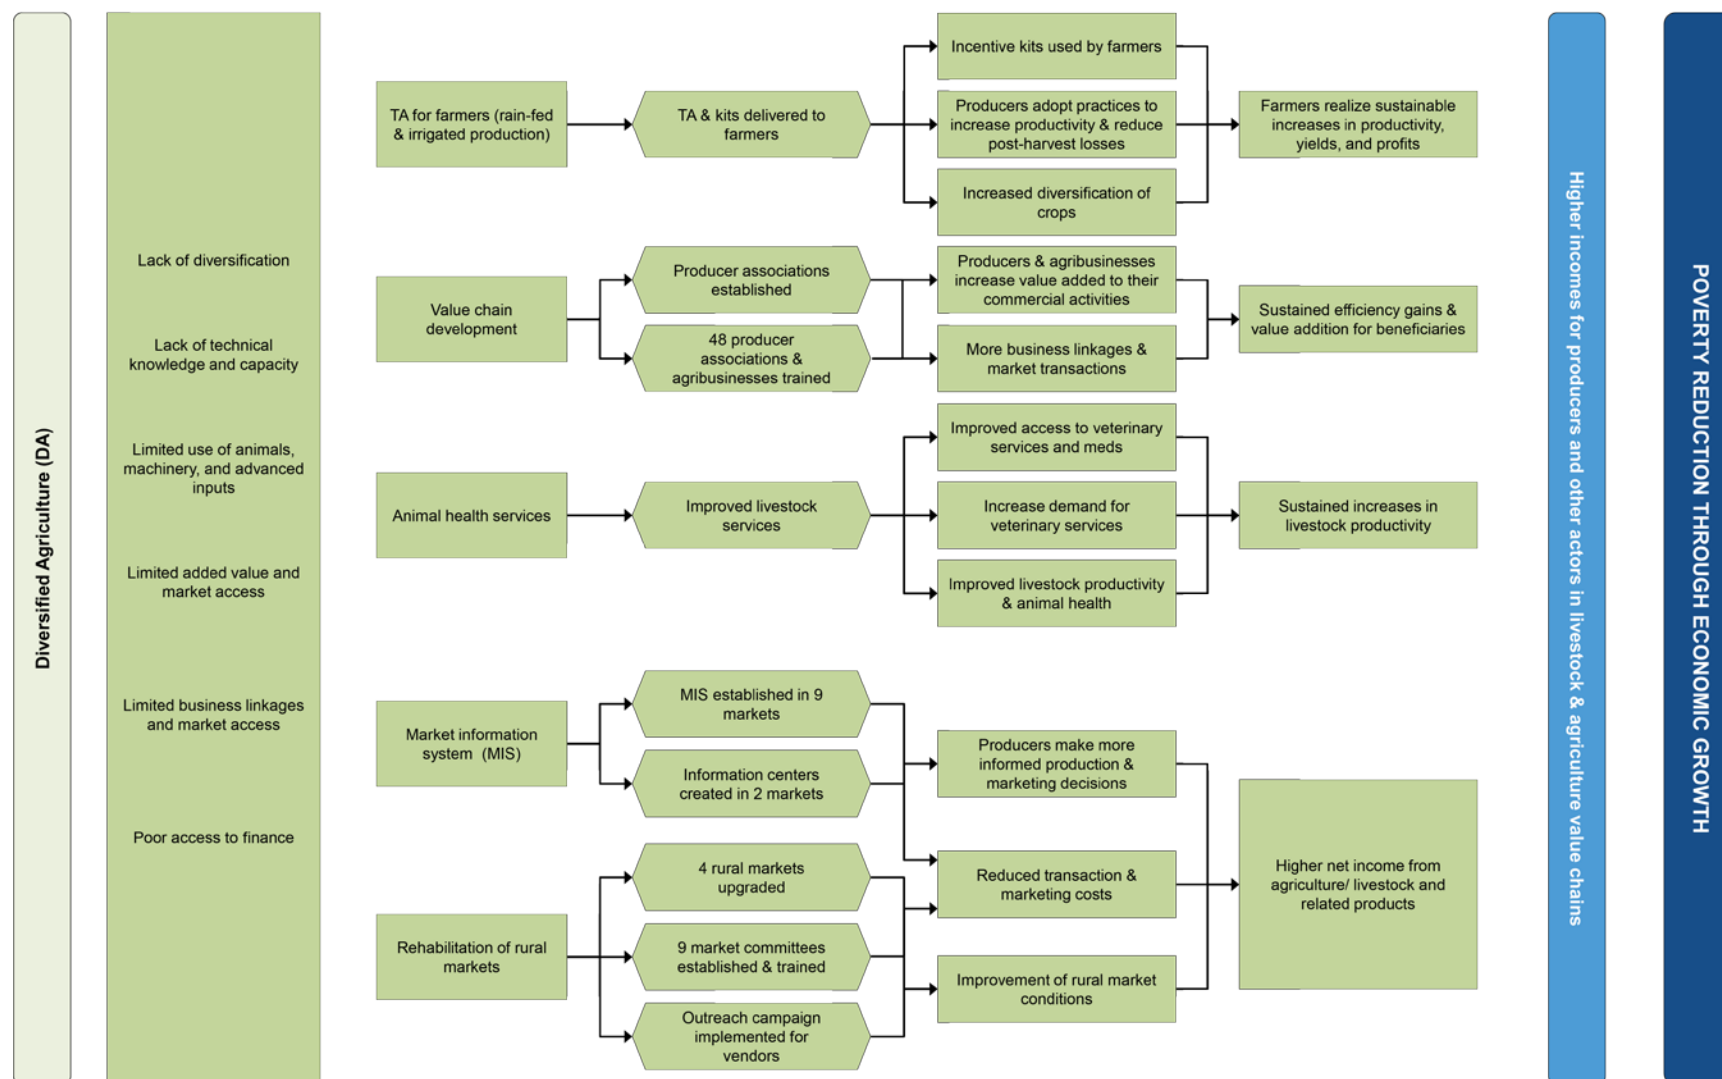 Diversified Agriculture (DA)
Lack of diversification
Lack of technical
knowledge and capacity
Limited use of animals,
machinery, and advanced
inputs
Limited added value and
market access
Limited business linkages
and market access
Poor access to finance
TA for farmers (rain-fed
& irrigated production)
TA & kits delivered to
farmers
Incentive kits used by farmers
Producers adopt practices to
increase productivity & reduce
post-harvest losses
Increased diversification of
crops
Farmers realize sustainable
increases in productivity,
yields, and profits
Value chain
development
Producer associations
established
48 producer
associations &
agribusinesses trained
Producers & agribusinesses
increase value added to their
commercial activities
More business linkages &
market transactions
Sustained efficiency gains &
value addition for beneficiaries
Animal health services
Improved livestock
services
Improved access to veterinary
services and meds
Increase demand for
veterinary services
Improved livestock productivity
& animal health
Sustained increases in
livestock productivity
Market information
system (MIS)
MIS established in 9
markets
Information centers
created in 2 markets
Producers make more
informed production &
marketing decisions
Rehabilitation of rural
markets
4 rural markets
upgraded
9 market committees
established & trained
Outreach campaign
implemented for
vendors
Reduced transaction &
marketing costs
Improvement of rural market
conditions
Higher net income from
agriculture/ livestock and
related products
Higher incomes for producers and other actors in livestock & agriculture value chains
POVERTY REDUCTION THROUGH ECONOMIC GROWTH